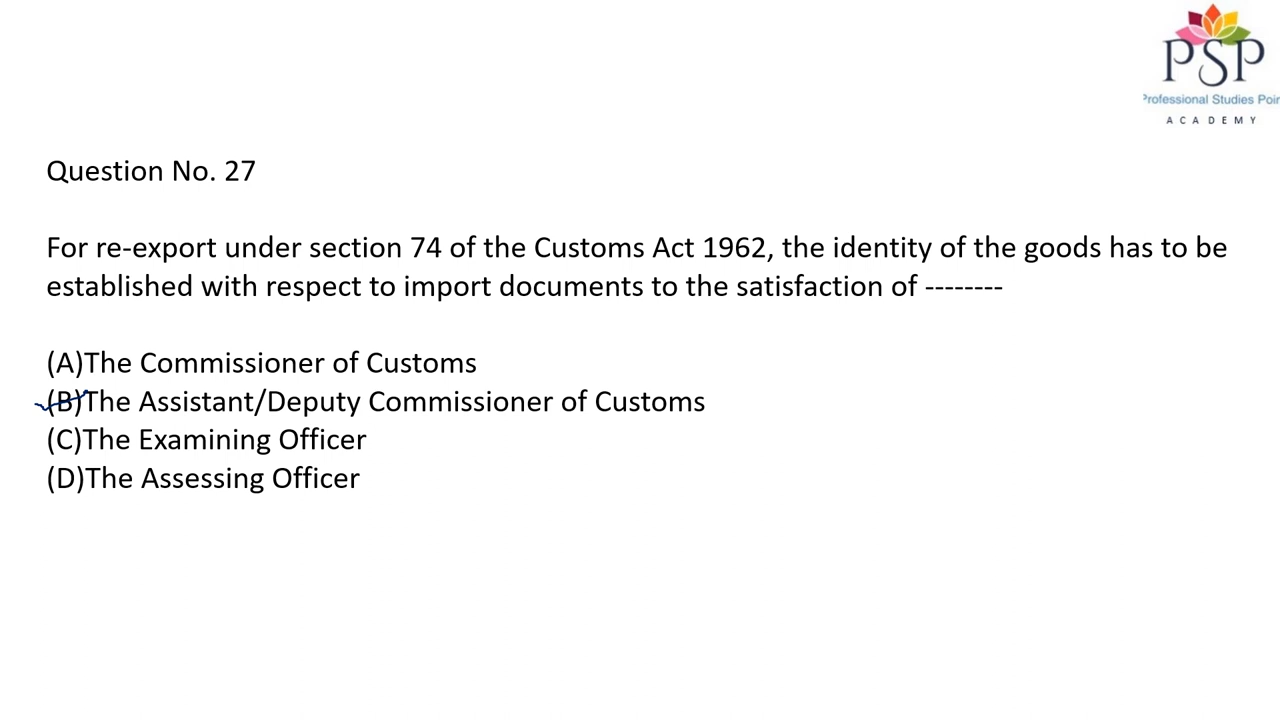 PSP
Professional Studies Poin
ACADEMY
Question No. 27
For re-export under section 74 of the Customs Act 1962, the identity of the goods has to be
established with respect to import documents to the satisfaction of --------
(A)The Commissioner of Customs
(B)The Assistant/Deputy Commissioner of Customs
(C)The Examining Officer
(D)The Assessing Officer